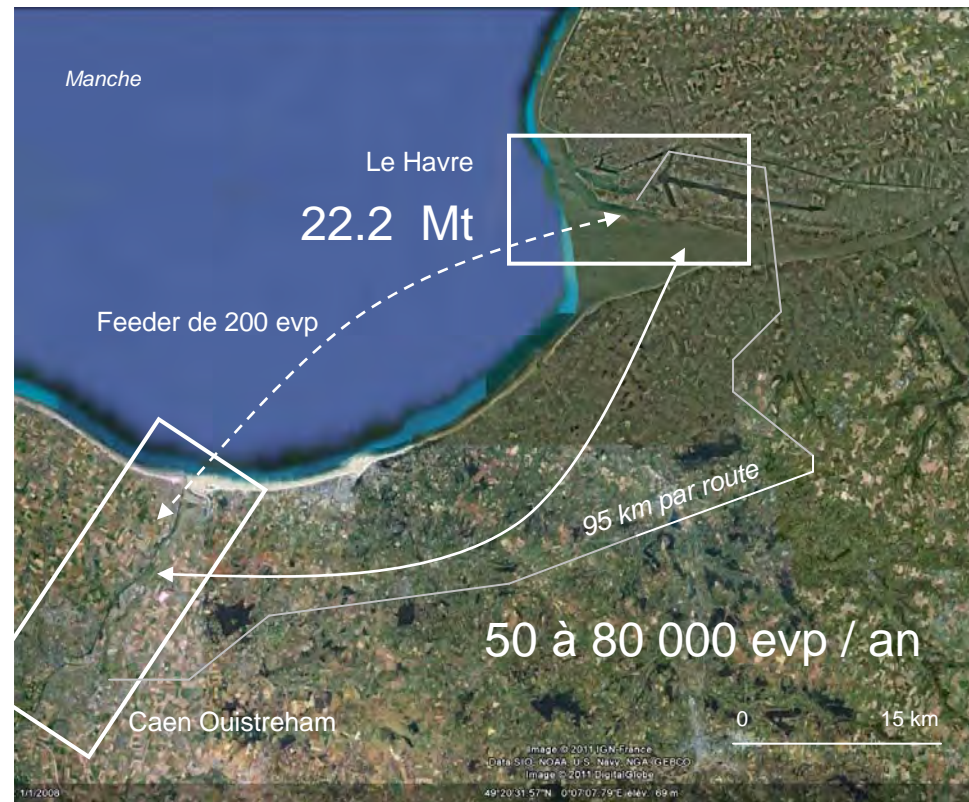 Manche
Le Havre
22.2 Mt
Feeder de 200 evp
95 km par route
50 à 80 000 evp / an
Caen Ouistreham
0 15 km
Image © 2011 IGN-France
Data SIO, NOAA, U.S. Navy, NGA, GEBCO
Image © 2011 DigitalGlobe
1/1/2008 49°20'31.57"N 0°07'07.79"E élev. 69 m